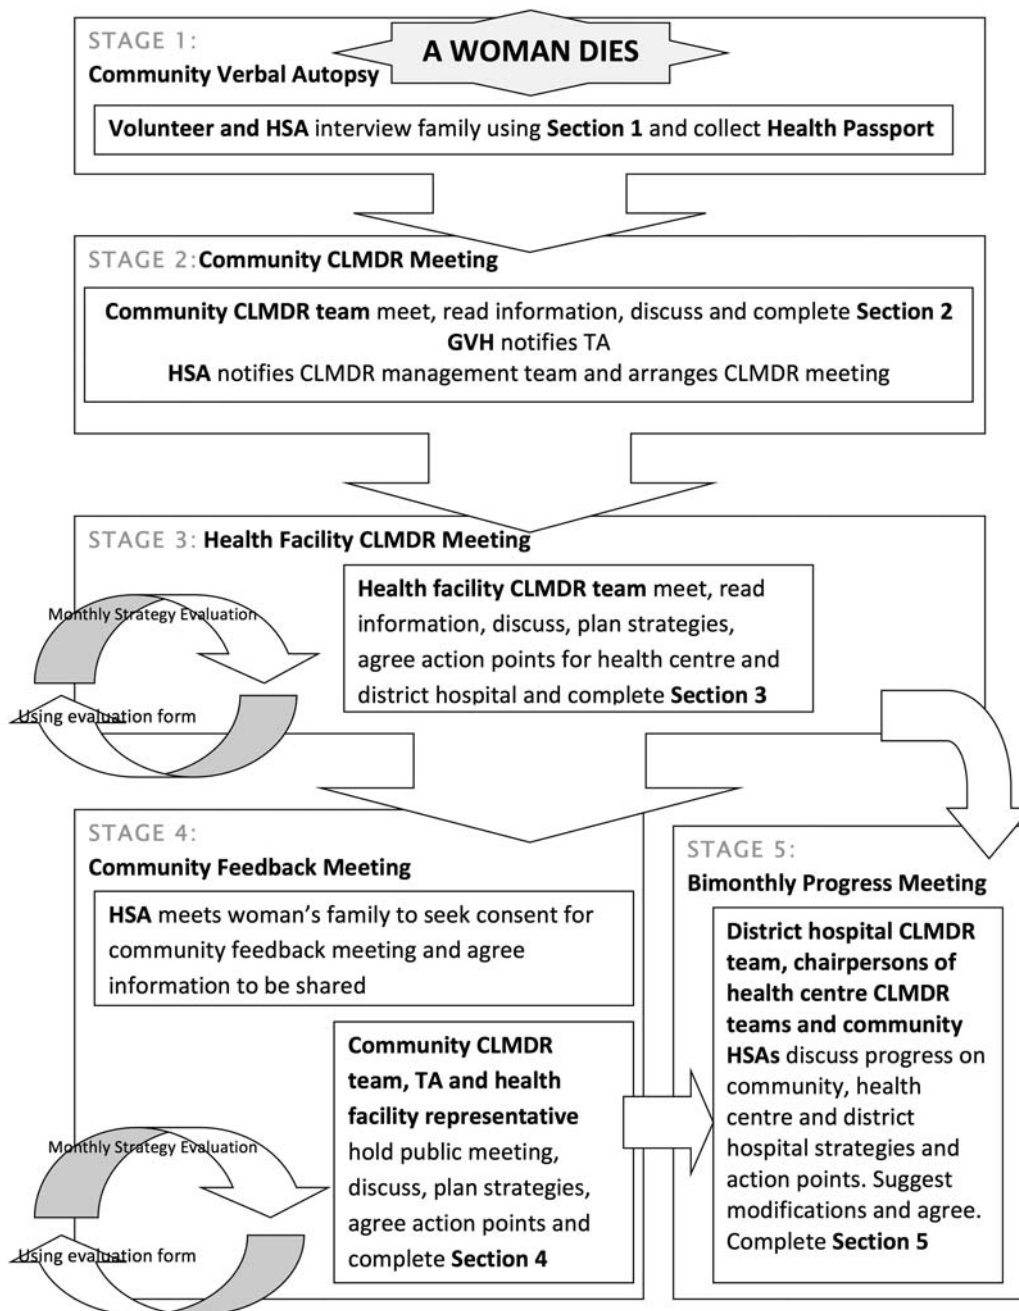 STAGE 1:
A WOMAN DIES
Community Verbal Autopsy
Volunteer and HSA interview family using Section 1 and collect Health Passport
STAGE 2: Community CLMDR Meeting
Community CLMDR team meet, read information, discuss and complete Section 2
GVH notifies TA
HSA notifies CLMDR management team and arranges CLMDR meeting
STAGE 3: Health Facility CLMDR Meeting
Health facility CLMDR team meet, read
information, discuss, plan strategies,
agree action points for health centre and
district hospital and complete Section 3
Monthly Strategy Evaluation
Using evaluation form
STAGE 4:
Community Feedback Meeting
HSA meets woman’s family to seek consent for
community feedback meeting and agree
information to be shared
Community CLMDR
team, TA and health
facility representative
hold public meeting,
discuss, plan strategies,
agree action points and
complete Section 4
Monthly Strategy Evaluation
Using evaluation form
STAGE 5:
Bimonthly Progress Meeting
District hospital CLMDR
team, chairpersons of
health centre CLMDR
teams and community
HSAs discuss progress on
community, health
centre and district
hospital strategies and
action points. Suggest
modifications and agree.
Complete Section 5